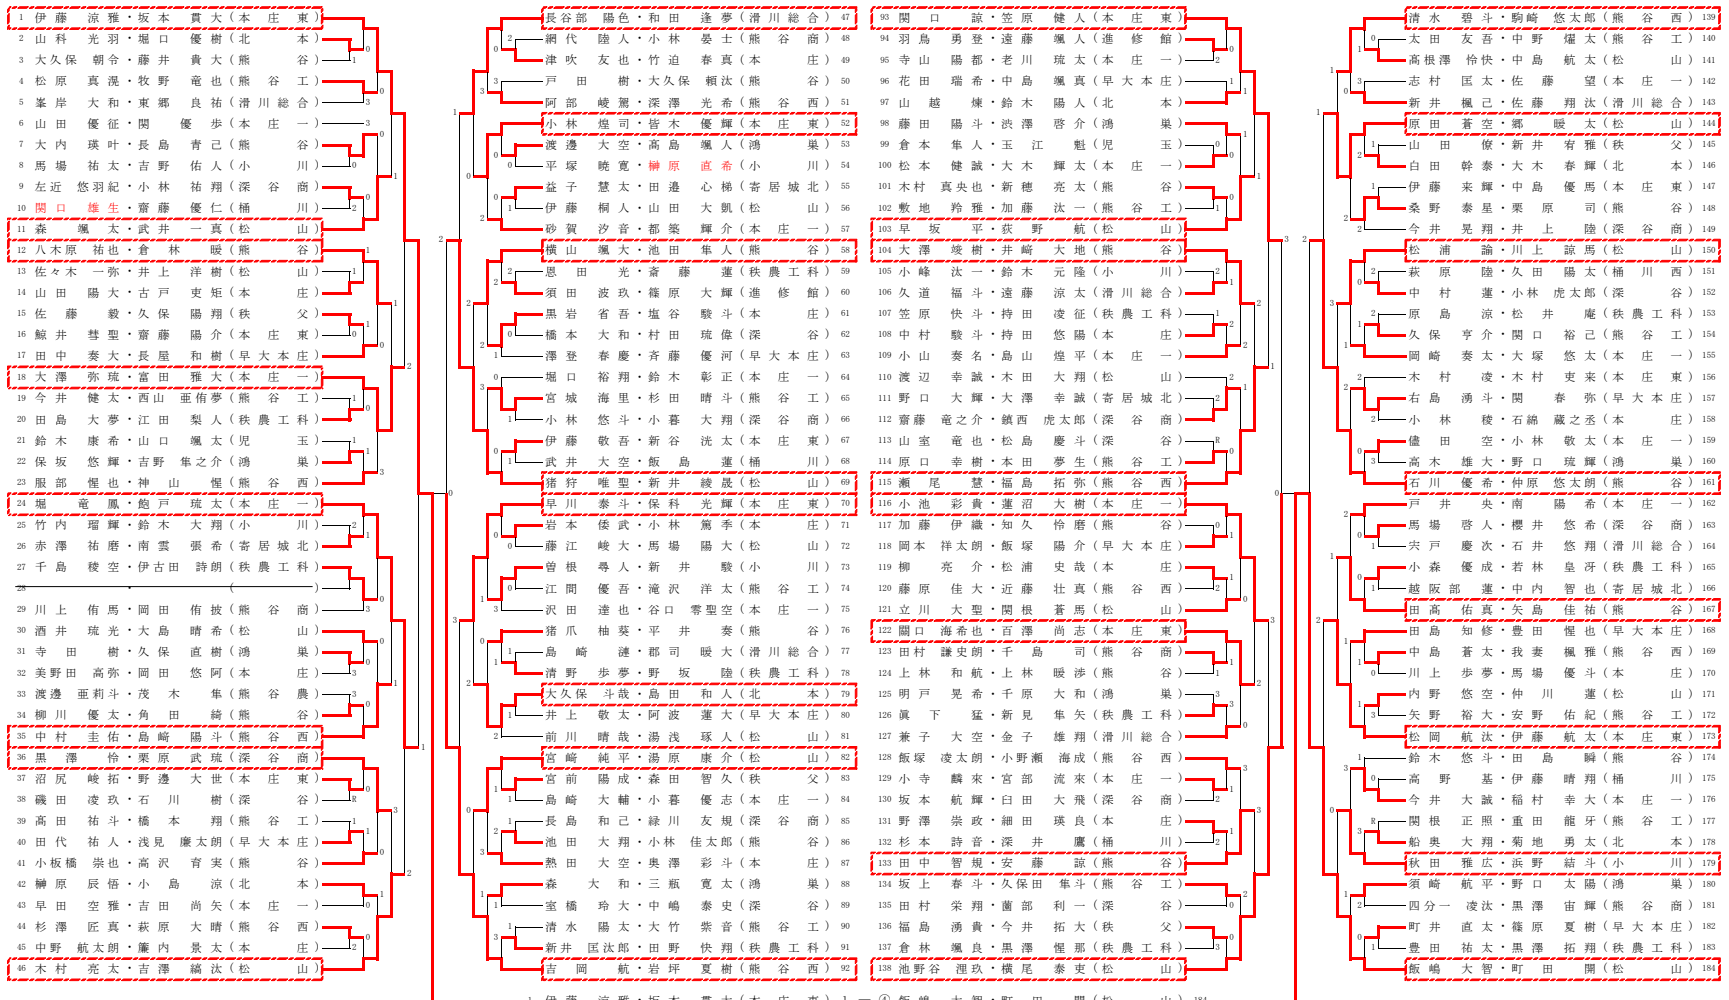 1 伊藤 涼雅・坂本 貫大(本庄東)
2 山科 光羽・堀口 優樹(北本)
3 大久保 朝令・藤井 貴大(熊谷)
4 松原 真滉・牧野 竜也(熊谷工)
5 峯岸 大和・東郷 良祐(滑川総合)
6 山田 優征・関 優歩(本庄一)
7 大内 瑛叶・長島 青己(熊谷)
8 馬場 祐太・吉野 佑人(小川)
9 左近 悠羽紀・小林 祐翔(深谷商)
10 関口 雄生・齋藤 優仁(桶川)
11 森 颯太・武井 一真(松山)
12 八木原 祐也・倉林 暖(熊谷)
13 佐々木 一弥・井上 洋樹(松山)
14 山田 陽大・古戸 吏矩(本庄)
15 佐藤 毅・久保 陽翔(秩父)
16 鯨井 彗聖・齋藤 陽介(本庄東)
17 田中 奏大・長屋 和樹(早大本庄)
18 大澤 弥琉・富田 雅大(本庄一)
19 今井 健太・西山 亜侑夢(熊谷工)
20 田島 大夢・江田 梨人(秩農工科)
21 鈴木 康希・山口 颯太(児玉)
22 保坂 悠輝・吉野 隼之介(鴻巣)
23 服部 惺也・神山 惺(熊谷西)
24 堀 竜鳳・飽戸 琉太(本庄一)
25 竹内 瑠輝・鈴木 大翔(小川)
26 赤澤 祐磨・南雲 張希(寄居城北)
27 千島 稜空・伊古田 詩朗(秩農工科)
28 ・ ( )
29 川上 侑馬・岡田 侑披(熊谷商)
30 酒井 琉光・大島 晴希(松山)
31 寺田 樹・久保 直樹(鴻巣)
32 美野田 高弥・岡田 悠阿(本庄)
33 渡邊 亜莉斗・茂木 隼(熊谷農)
34 柳川 優太・角田 綺(熊谷)
35 中村 圭佑・島﨑 陽斗(熊谷西)
36 黒澤 怜・栗原 武琉(深谷商)
37 沼尻 峻拓・野邊 大世(本庄東)
38 磯田 凌玖・石川 樹(深谷)
39 髙田 祐斗・橋本 翔(熊谷工)
40 田代 祐人・浅見 廉太朗(早大本庄)
41 小板橋 崇也・高沢 育実(熊谷)
42 榊原 辰悟・小島 涼(北本)
43 早田 空雅・吉田 尚矢(本庄一)
44 杉澤 匠真・萩原 大晴(熊谷西)
45 中野 航太朗・簾内 景太(本庄)
46 木村 亮太・吉澤 縞汰(松山)
長谷部 陽色・和田 逢夢(滑川総合) 47
網代 陸人・小林 晏士(熊谷商) 48
津吹 友也・竹迫 春真(本庄) 49
戸田 樹・大久保 頼汰(熊谷) 50
阿部 崚駕・深澤 光希(熊谷西) 51
小林 煌司・皆木 優輝(本庄東) 52
渡邊 大空・髙島 颯人(鴻巣) 53
平塚 暁寛・榊原 直希(小川) 54
益子 慧太・田邉 心梯(寄居城北) 55
伊藤 桐人・山田 大凱(松山) 56
砂賀 汐音・都築 輝介(本庄一) 57
横山 颯大・池田 隼人(熊谷) 58
恩田 光・斎藤 蓮(秩農工科) 59
須田 波玖・篠原 大輝(進修館) 60
黒岩 省吾・塩谷 駿斗(本庄) 61
橋本 大和・村田 琉偉(深谷) 62
澤登 春慶・斉藤 優河(早大本庄) 63
堀口 裕翔・鈴木 彰正(本庄一) 64
宮城 海里・杉田 晴斗(熊谷工) 65
小林 悠斗・小暮 大翔(深谷商) 66
伊藤 敬吾・新谷 洸太(本庄東) 67
武井 大空・飯島 蓮(桶川) 68
猪狩 唯聖・新井 綾晟(松山) 69
早川 泰斗・保科 光輝(本庄東) 70
岩本 倭武・小林 篤季(本庄) 71
藤江 峻大・馬場 陽大(松山) 72
曽根 尋人・新井 駿(小川) 73
江間 優吾・滝沢 洋太(熊谷工) 74
沢田 達也・谷口 零聖空(本庄一) 75
猪爪 柚葵・平井 奏(熊谷) 76
島﨑 漣・郡司 暖大(滑川総合) 77
清野 歩夢・野坂 陸(秩農工科) 78
大久保 斗哉・島田 和人(北本) 79
井上 敬太・阿波 蓮大(早大本庄) 80
前川 晴哉・湯浅 琢人(松山) 81
宮﨑 純平・湯原 康介(松山) 82
宮前 陽成・森田 智久(秩父) 83
島崎 大輔・小暮 優志(本庄一) 84
長島 和己・緑川 友規(深谷商) 85
池田 大翔・小林 佳太郎(熊谷) 86
熱田 大空・奥澤 彩斗(本庄) 87
森 大和・三瓶 寛太(鴻巣) 88
室橋 玲大・中嶋 泰史(深谷) 89
清水 陽太・大竹 紫音(熊谷工) 90
新井 匡汰郎・田野 快翔(秩農工科) 91
吉岡 航・岩坪 夏樹(熊谷西) 92
93 関口 諒・笠原 健人(本庄東)
94 羽鳥 勇登・遠藤 颯人(進修館)
95 寺山 陽都・老川 琉太(本庄一)
96 花田 瑞希・中島 颯真(早大本庄)
97 山越 煉・鈴木 陽人(北本)
98 藤田 陽斗・渋澤 啓介(鴻巣)
99 倉本 隼人・玉江 魁(児玉)
100 松本 健誠・大木 輝太(本庄一)
101 木村 真央也・新穂 亮太(熊谷)
102 敷地 羚雅・加藤 汰一(熊谷工)
103 早坂 平・荻野 航(松山)
104 大澤 竣樹・井﨑 大地(熊谷)
105 小峰 汰一・鈴木 元隆(小川)
106 久道 福斗・遠藤 涼太(滑川総合)
107 笠原 快斗・持田 凌征(秩農工科)
108 中村 駿斗・持田 悠陽(本庄)
109 小山 奏名・島山 煌平(本庄一)
110 渡辺 幸誠・木田 大翔(松山)
111 野口 大輝・大澤 幸誠(寄居城北)
112 齋藤 竜之介・鎮西 虎太郎(深谷商)
113 山室 竜也・松島 慶斗(深谷)
114 原口 幸樹・本田 夢生(熊谷工)
115 瀬尾 慧・福島 拓弥(熊谷西)
116 小池 彩貴・蓮沼 大樹(本庄一)
117 加藤 伊織・知久 怜磨(熊谷)
118 岡本 祥太朗・飯塚 陽介(早大本庄)
119 柳 亮介・松浦 史哉(本庄)
120 藤原 佳大・近藤 壮真(熊谷西)
121 立川 大聖・関根 蒼馬(松山)
122 關口 海希也・百澤 尚志(本庄東)
123 田村 謙史朗・千島 司(熊谷商)
124 上林 和航・上林 暖渉(熊谷)
125 明戸 晃希・千原 大和(鴻巣)
126 眞下 猛・新見 隼矢(秩農工科)
127 兼子 大空・金子 雄翔(滑川総合)
128 飯塚 凌太朗・小野瀬 海成(熊谷西)
129 小寺 麟來・宮部 流來(本庄一)
130 坂本 航輝・臼田 大飛(深谷商)
131 野澤 崇政・細田 瑛良(本庄)
132 杉本 詩音・深井 鷹(桶川)
133 田中 智規・安藤 諒(熊谷)
134 坂上 春斗・久保田 隼斗(熊谷工)
135 田村 栄翔・薗部 利一(深谷)
136 福島 湧貴・今井 拓大(秩父)
137 倉林 颯良・黒澤 惺那(秩農工科)
138 池野谷 浬玖・横尾 泰吏(松山)
清水 碧斗・駒崎 悠太郎(熊谷西) 139
太田 友吾・中野 燿太(熊谷工) 140
髙根澤 怜快・中島 航太(松山) 141
志村 匡太・佐藤 望(本庄一) 142
新井 楓己・佐藤 翔汰(滑川総合) 143
原田 蒼空・郷 暖太(松山) 144
山田 僚・新井 宥雅(秩父) 145
白田 幹泰・大木 春輝(北本) 146
伊藤 来輝・中島 優馬(本庄東) 147
桑野 泰星・栗原 司(熊谷) 148
今井 晃翔・井上 陸(深谷商) 149
松浦 諭・川上 諒馬(松山) 150
萩原 陸・久田 陽太(桶川西) 151
中村 蓮・小林 虎太郎(深谷) 152
原島 涼・松井 庵(秩農工科) 153
久保 亨介・関口 裕己(熊谷工) 154
岡﨑 奏太・大塚 悠太(本庄一) 155
木村 凌・木村 吏来(本庄東) 156
右島 湧斗・関 春弥(早大本庄) 157
小林 稜・石綿 蔵之丞(本庄) 158
儘田 空・小林 敬太(本庄一) 159
高木 雄大・野口 琉輝(鴻巣) 160
石川 優希・仲原 悠太朗(熊谷) 161
戸井 央・南 陽希(本庄一) 162
馬場 啓人・櫻井 悠希(深谷商) 163
宍戸 慶次・石井 悠翔(滑川総合) 164
小森 優成・若林 皇冴(秩農工科) 165
越阪部 蓮・中内 智也(寄居城北) 166
田髙 佑真・矢島 佳祐(熊谷) 167
田島 知修・豊田 惺也(早大本庄) 168
中島 蒼太・我妻 楓雅(熊谷西) 169
川上 歩夢・馬場 優斗(本庄) 170
内野 悠空・仲川 蓮(松山) 171
矢野 裕大・安野 佑紀(熊谷工) 172
松岡 航汰・伊藤 航太(本庄東) 173
鈴木 悠斗・田島 瞬(熊谷) 174
高野 基・伊藤 晴翔(桶川) 175
今井 大誠・稲村 幸大(本庄一) 176
関根 正照・重田 龍牙(熊谷工) 177
船奥 大翔・菊地 勇太(北本) 178
秋田 雅広・浜野 結斗(小川) 179
須﨑 航平・野口 太陽(鴻巣) 180
四分一 凌汰・黒澤 宙輝(熊谷商) 181
町井 直太・篠原 夏樹(早大本庄) 182
豊田 祐太・黒澤 拓翔(秩農工科) 183
飯嶋 大智・町田 開(松山) 184
1 伊藤 涼雅・坂本 貫大(本庄東) 1 ― ④ 飯嶋 大智・町田 開(松山) 184